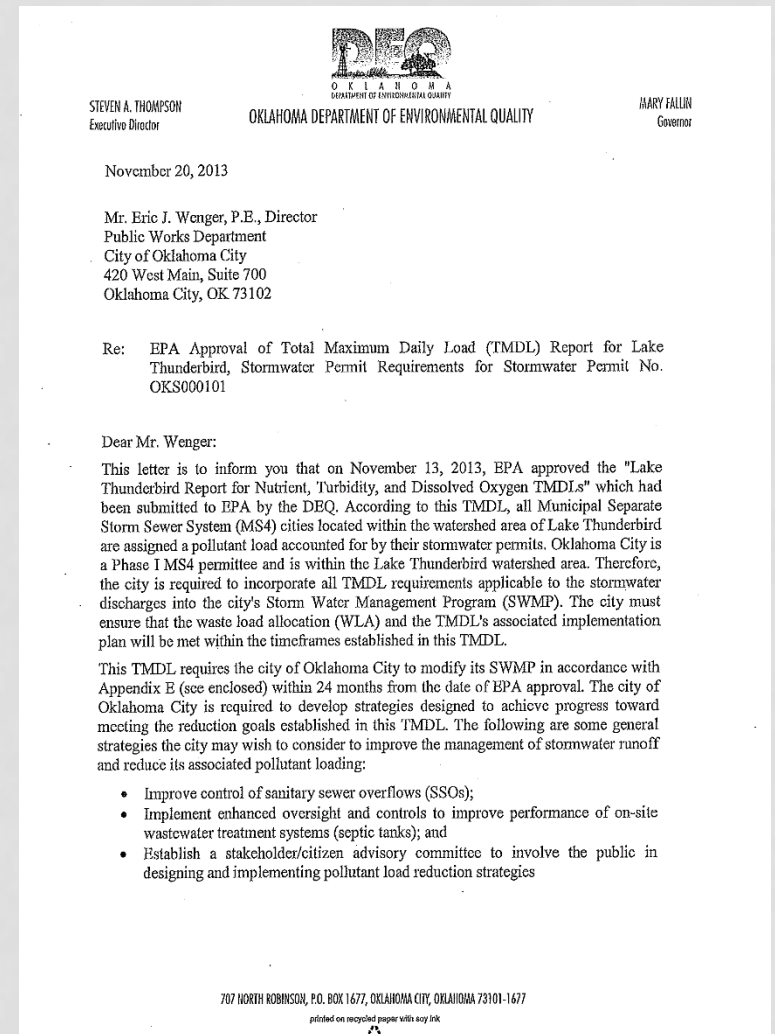 DEQ
OKLAHOMA
DEPARTMENT OF ENVIRONMENTAL QUALITY
STEVEN A. THOMPSON
Executive Director
OKLAHOMA DEPARTMENT OF ENVIRONMENTAL QUALITY
MARY FALLIN
Governor
November 20, 2013
Mr. Eric J. Wenger, P.E., Director
Public Works Department
City of Oklahoma City
420 West Main, Suite 700
Oklahoma City, OK 73102
Re: EPA Approval of Total Maximum Daily Load (TMDL) Report for Lake
Thunderbird, Stormwater Permit Requirements for Stormwater Permit No.
OKS000101
Dear Mr. Wenger:
This letter is to inform you that on November 13, 2013, EPA approved the "Lake
Thunderbird Report for Nutrient, Turbidity, and Dissolved Oxygen TMDLs" which had
been submitted to EPA by the DEQ. According to this TMDL, all Municipal Separate
Storm Sewer System (MS4) cities located within the watershed area of Lake Thunderbird
are assigned a pollutant load accounted for by their stormwater permits. Oklahoma City is
a Phase I MS4 permittee and is within the Lake Thunderbird watershed area. Therefore,
the city is required to incorporate all TMDL requirements applicable to the stormwater
discharges into the city's Storm Water Management Program (SWMP). The city must
ensure that the waste load allocation (WLA) and the TMDL's associated implementation
plan will be met within the timeframes established in this TMDL.
This TMDL requires the city of Oklahoma City to modify its SWMP in accordance with
Appendix E (see enclosed) within 24 months from the date of EPA approval. The city of
Oklahoma City is required to develop strategies designed to achieve progress toward
meeting the reduction goals established in this TMDL. The following are some general
strategies the city may wish to consider to improve the management of stormwater runoff
and reduce its associated pollutant loading:
• Improve control of sanitary sewer overflows (SSOs);
• Implement enhanced oversight and controls to improve performance of on-site
wastewater treatment systems (septic tanks); and
• Establish a stakeholder/citizen advisory committee to involve the public in
designing and implementing pollutant load reduction strategies
707 NORTH ROBINSON, P.O. BOX 1677, OKLAHOMA CITY, OKLAHOMA 73101-1677
printed on recycled paper with soy ink